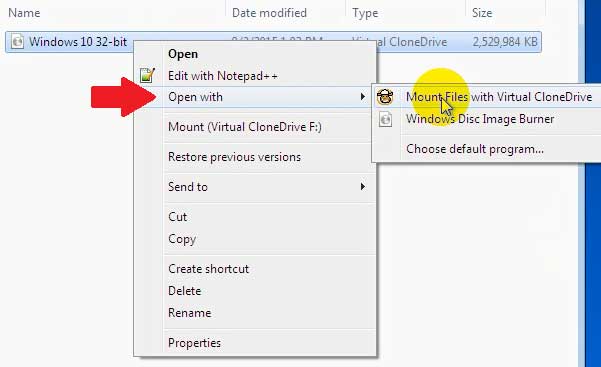 Name Date modified Type Size
Windows 10 32-bit Virtual CloneDrive 2,529,984 KB
Open
Edit with Notepad++
Open with
Mount Files with Virtual CloneDrive
Windows Disc Image Burner
Choose default program...
Mount (Virtual CloneDrive F:)
Restore previous versions
Send to
Cut
Copy
Create shortcut
Delete
Rename
Properties